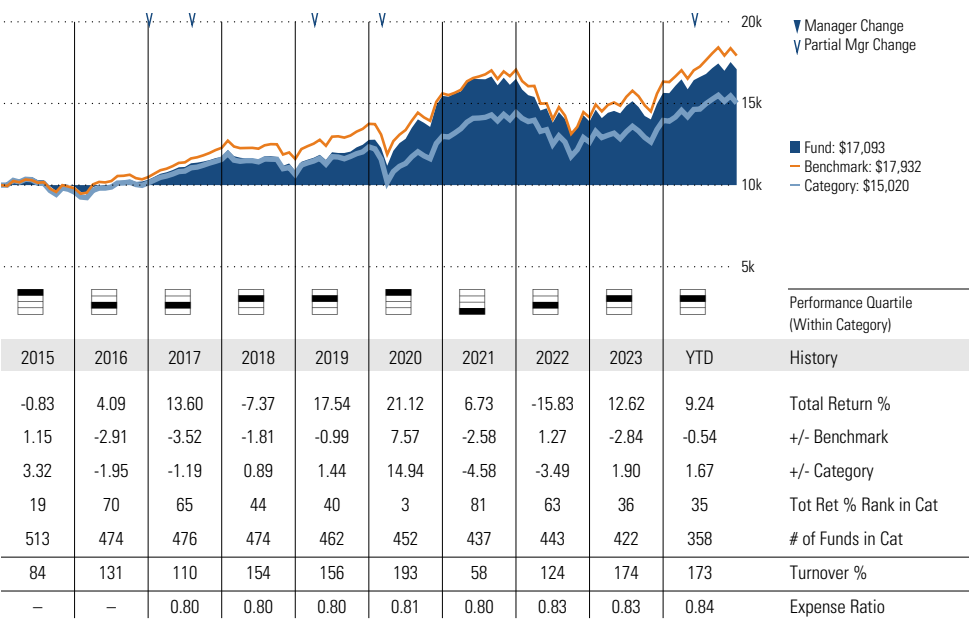 20k
15k
10k
5k
Manager Change
Partial Mgr Change
Fund: $17,093
Benchmark: $17,932
Category: $15,020
Performance Quartile
(Within Category)
2015 2016 2017 2018 2019 2020 2021 2022 2023 YTD History
-0.83 4.09 13.60 -7.37 17.54 21.12 6.73 -15.83 12.62 9.24 Total Return %
1.15 -2.91 -3.52 -1.81 -0.99 7.57 -2.58 1.27 -2.84 -0.54 +/- Benchmark
3.32 -1.95 -1.19 0.89 1.44 14.94 -4.58 -3.49 1.90 1.67 +/- Category
19 70 65 44 40 3 81 63 36 35 Tot Ret % Rank in Cat
513 474 476 474 462 452 437 443 422 358 # of Funds in Cat
84 131 110 154 156 193 58 124 174 173 Turnover %
– – 0.80 0.80 0.80 0.81 0.80 0.83 0.83 0.84 Expense Ratio